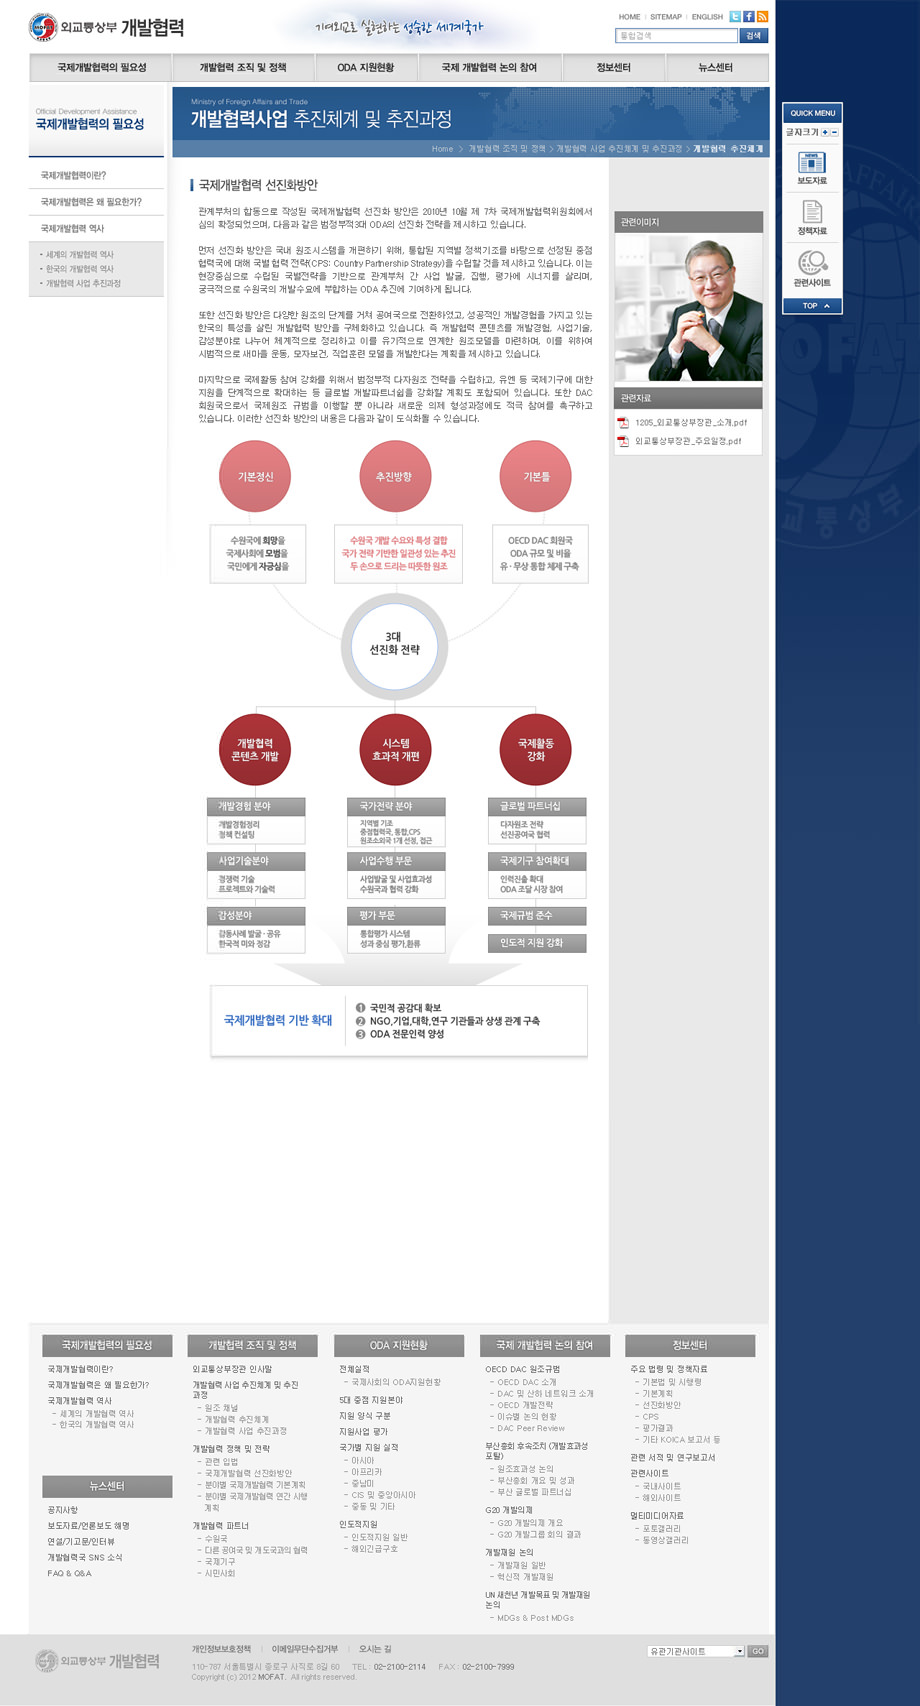 외교통상부 개발협력
기여외교로 실현하는 성숙한 세계국가
HOME | SITEMAP | ENGLISH
통합검색
검색
국제개발협력의 필요성
개발협력 조직 및 정책
ODA 지원현황
국제 개발협력 논의 참여
정보센터
뉴스센터
Official Development Assistance
국제개발협력의 필요성
국제개발협력이란?
국제개발협력은 왜 필요한가?
국제개발협력 역사
- 세계의 개발협력 역사
- 한국의 개발협력 역사
- 개발협력 사업 추진과정
Ministry of Foreign Affairs and Trade
개발협력사업 추진체계 및 추진과정
Home > 개발협력 조직 및 정책 > 개발협력 사업 추진체계 및 추진과정 > 개발협력 추진체계
국제개발협력 선진화방안
관계부처의 합동으로 작성된 국제개발협력 선진화 방안은 2010년 10월 제 7차 국제개발협력위원회에서
심의 확정되었으며, 다음과 같은 범정부적3대 ODA의 선진화 전략을 제시하고 있습니다.
먼저 선진화 방안은 국내 원조시스템을 개편하기 위해, 통합된 지역별 정책기조를 바탕으로 선정된 중점
협력국에 대해 국별 협력 전략(CPS: Country Partnership Strategy)을 수립할 것을 제시하고 있습니다. 이는
현장중심으로 수립된 국별전략을 기반으로 관계부처 간 사업 발굴, 집행, 평가에 시너지를 살리며,
궁극적으로 수원국의 개발수요에 부합하는 ODA 추진에 기여하게 됩니다.
또한 선진화 방안은 다양한 원조의 단계를 거쳐 공여국으로 전환하였고, 성공적인 개발경험을 가지고 있는
한국의 특성을 살린 개발협력 방안을 구체화하고 있습니다. 즉 개발협력 콘텐츠를 개발경험, 사업기술,
감성분야로 나누어 체계적으로 정리하고 이를 유기적으로 연계한 원조모델을 마련하며, 이를 위하여
시범적으로 새마을 운동, 모자보건, 직업훈련 모델을 개발한다는 계획을 제시하고 있습니다.
마지막으로 국제활동 참여 강화를 위해서 범정부적 다자원조 전략을 수립하고, 유엔 등 국제기구에 대한
지원을 단계적으로 확대하는 등 글로벌 개발파트너쉽을 강화할 계획도 포함되어 있습니다. 또한 DAC
회원국으로서 국제원조 규범을 이행할 뿐 아니라 새로운 의제 형성과정에도 적극 참여를 촉구하고
있습니다. 이러한 선진화 방안의 내용은 다음과 같이 도식화될 수 있습니다.
기본정신
추진방향
기본틀
수원국에 희망을
국제사회에 모범을
국민에게 자긍심을
수원국 개발 수요와 특성 결합
국가 전략 기반한 일관성 있는 추진
두 손으로 드리는 따뜻한 원조
OECD DAC 회원국
ODA 규모 및 비율
유·무상 통합 체제 구축
3대
선진화 전략
개발협력
콘텐츠 개발
시스템
효과적 개편
국제활동
강화
개발경험 분야
개발경험정리
정책 컨설팅
사업기술분야
경쟁력 기술
프로젝트와 기술력
감성분야
감동사례 발굴·공유
한국적 미와 정감
국가전략 분야
지역별 기조
중점협력국, 통합,CPS
원조소외국 1개 선정, 접근
사업수행 부문
사업발굴 및 사업효과성
수원국과 협력 강화
평가 부문
통합평가 시스템
성과 중심 평가,환류
글로벌 파트너십
다자원조 전략
선진공여국 협력
국제기구 참여확대
인력진출 확대
ODA 조달 시장 참여
국제규범 준수
인도적 지원 강화
국제개발협력 기반 확대
1 국민적 공감대 확보
2 NGO,기업,대학,연구 기관들과 상생 관계 구축
3 ODA 전문인력 양성
관련이미지
관련자료
1205_외교통상부장관_소개.pdf
외교통상부장관_주요일정.pdf
QUICK MENU
글자크기 + -
NEWS
보도자료
정책자료
관련사이트
TOP
국제개발협력의 필요성
국제개발협력이란?
국제개발협력은 왜 필요한가?
국제개발협력 역사
- 세계의 개발협력 역사
- 한국의 개발협력 역사
뉴스센터
공지사항
보도자료/언론보도 해명
연설/기고문/인터뷰
개발협력국 SNS 소식
FAQ & Q&A
개발협력 조직 및 정책
외교통상부장관 인사말
개발협력 사업 추진체계 및 추진
과정
- 원조 채널
- 개발협력 추진체계
- 개발협력 사업 추진과정
개발협력 정책 및 전략
- 관련 입법
- 국제개발협력 선진화방안
- 분야별 국제개발협력 기본계획
- 분야별 국제개발협력 연간 시행
계획
개발협력 파트너
- 수원국
- 다른 공여국 및 개도국과의 협력
- 국제기구
- 시민사회
ODA 지원현황
전체실적
- 국제사회의 ODA지원현황
5대 중점 지원분야
지원 양식 구분
지원사업 평가
국가별 지원 실적
- 아시아
- 아프리카
- 중남미
- CIS 및 중앙아시아
- 중동 및 기타
인도적지원
- 인도적지원 일반
- 해외긴급구호
국제 개발협력 논의 참여
OECD DAC 원조규범
- OECD DAC 소개
- DAC 및 산하 네트워크 소개
- OECD 개발전략
- 이슈별 논의 현황
- DAC Peer Review
부산총회 후속조치 (개발효과성
포탈)
- 원조효과성 논의
- 부산총회 개요 및 성과
- 부산 글로벌 파트너십
G20 개발의제
- G20 개발의제 개요
- G20 개발그룹 회의 결과
개발재원 논의
- 개발재원 일반
- 혁신적 개발재원
UN 새천년 개발목표 및 개발재원
논의
- MDGs & Post MDGs
정보센터
주요 법령 및 정책자료
- 기본법 및 시행령
- 기본계획
- 선진화방안
- CPS
- 평가결과
- 기타 KOICA 보고서 등
관련 서적 및 연구보고서
관련사이트
- 국내사이트
- 해외사이트
멀티미디어자료
- 포토갤러리
- 동영상갤러리
외교통상부 개발협력
개인정보보호정책 | 이메일무단수집거부 | 오시는 길
110-787 서울특별시 종로구 사직로 8길 60 TEL : 02-2100-2114 FAX : 02-2100-7999
Copyright (c) 2012 MOFAT. All rights reserved.
유관기관사이트
GO